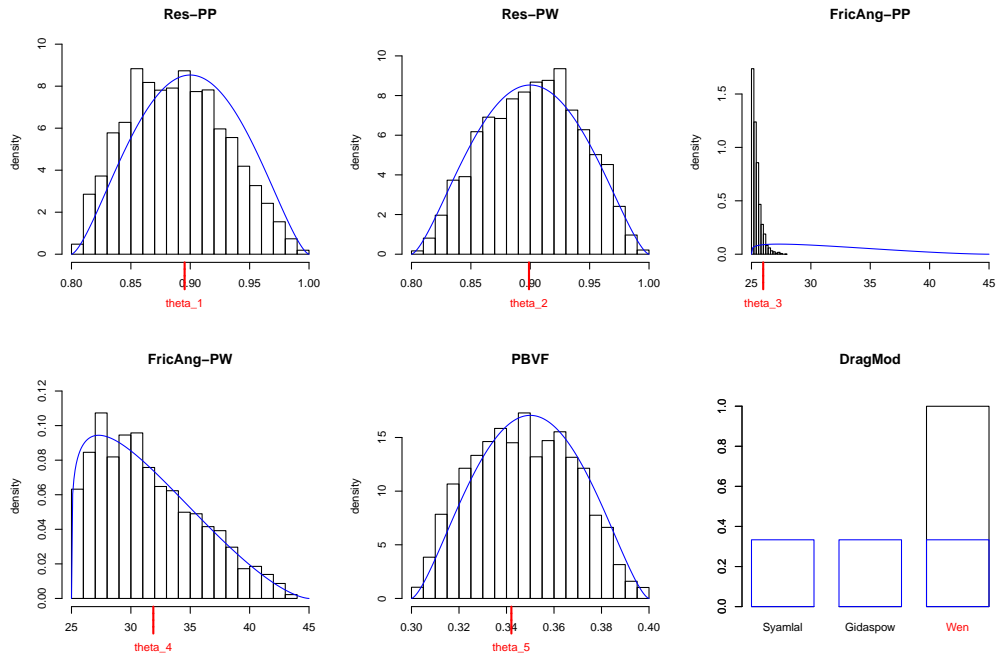 Res−PP
density
0 2 4 6 8 10
0.80 0.85 0.90 0.95 1.00
theta_1
Res−PW
density
0 2 4 6 8 10
0.80 0.85 0.90 0.95 1.00
theta_2
FricAng−PP
density
0.0 0.5 1.0 1.5
25 30 35 40 45
theta_3
FricAng−PW
density
0.00 0.02 0.04 0.06 0.08 0.10 0.12
25 30 35 40 45
theta_4
PBVF
density
0 5 10 15
0.30 0.32 0.34 0.36 0.38 0.40
theta_5
DragMod
0.0 0.2 0.4 0.6 0.8 1.0
Syamlal Gidaspow Wen